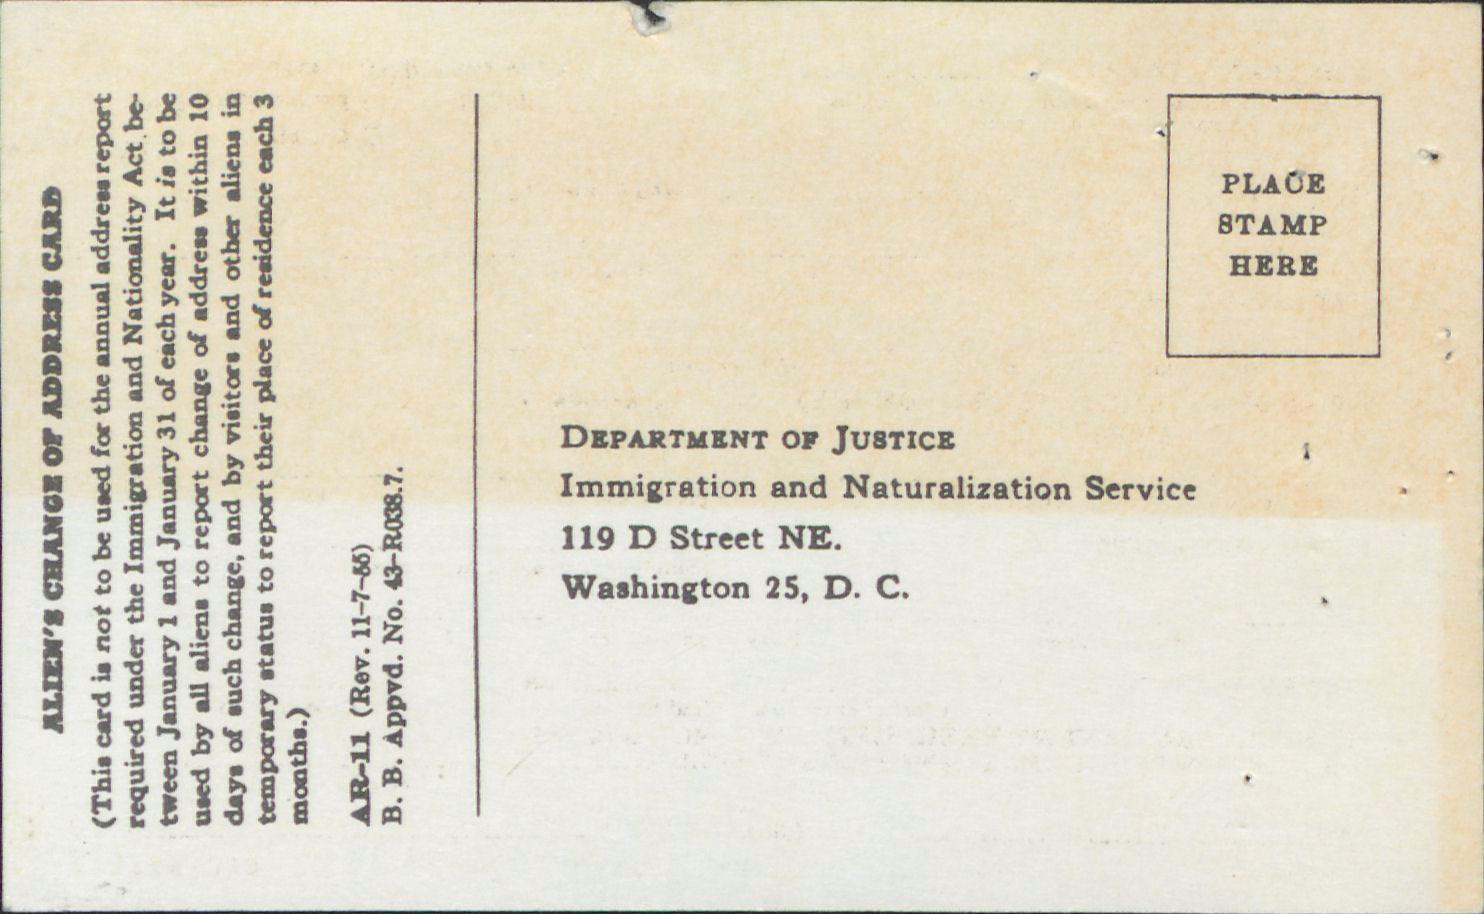 ALIEN'S CHANGE OF ADDRESS CARD
(This card is not to be used for the annual address report
required under the Immigration and Nationality Act be-
tween January 1 and January 31 of each year. It is to be
used by all aliens to report change of address within 10
days of such change, and by visitors and other aliens in
temporary status to report their place of residence each 3
months.)
AR-11 (Rev. 11-7-55)
B. B. Appvd. No. 43-R038.7.
PLACE
STAMP
HERE
DEPARTMENT OF JUSTICE
Immigration and Naturalization Service
119 D Street NE.
Washington 25, D. C.